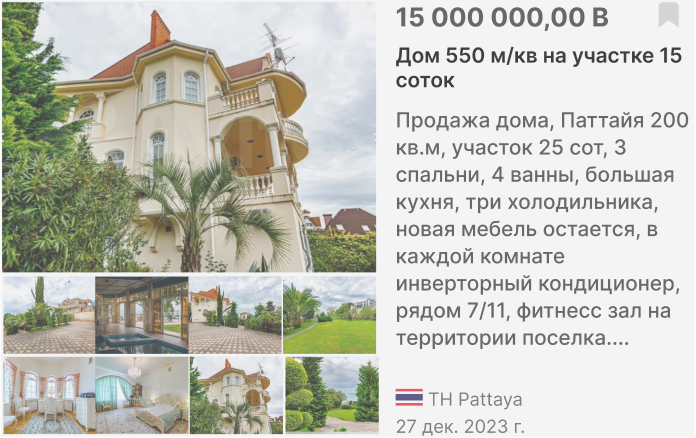 15 000 000,00 B
Дом 550 м/кв на участке 15
соток
Продажа дома, Паттайя 200
кв.м, участок 25 сот, 3
спальни, 4 ванны, большая
кухня, три холодильника,
новая мебель остается, в
каждой комнате
инверторный кондиционер,
рядом 7/11, фитнесс зал на
территории поселка....
TH Pattaya
27 дек. 2023 г.